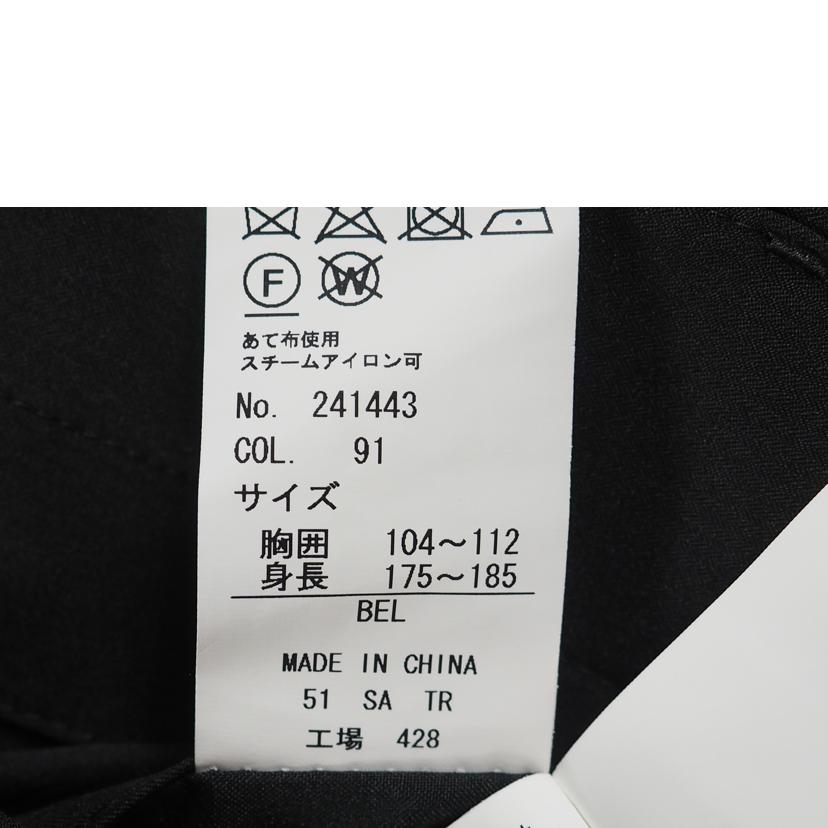 F W
あて布使用
スチームアイロン可
No. 241443
COL. 91
サイズ
胸囲 104～112
身長 175～185
BEL
MADE IN CHINA
51 SA TR
工場 428